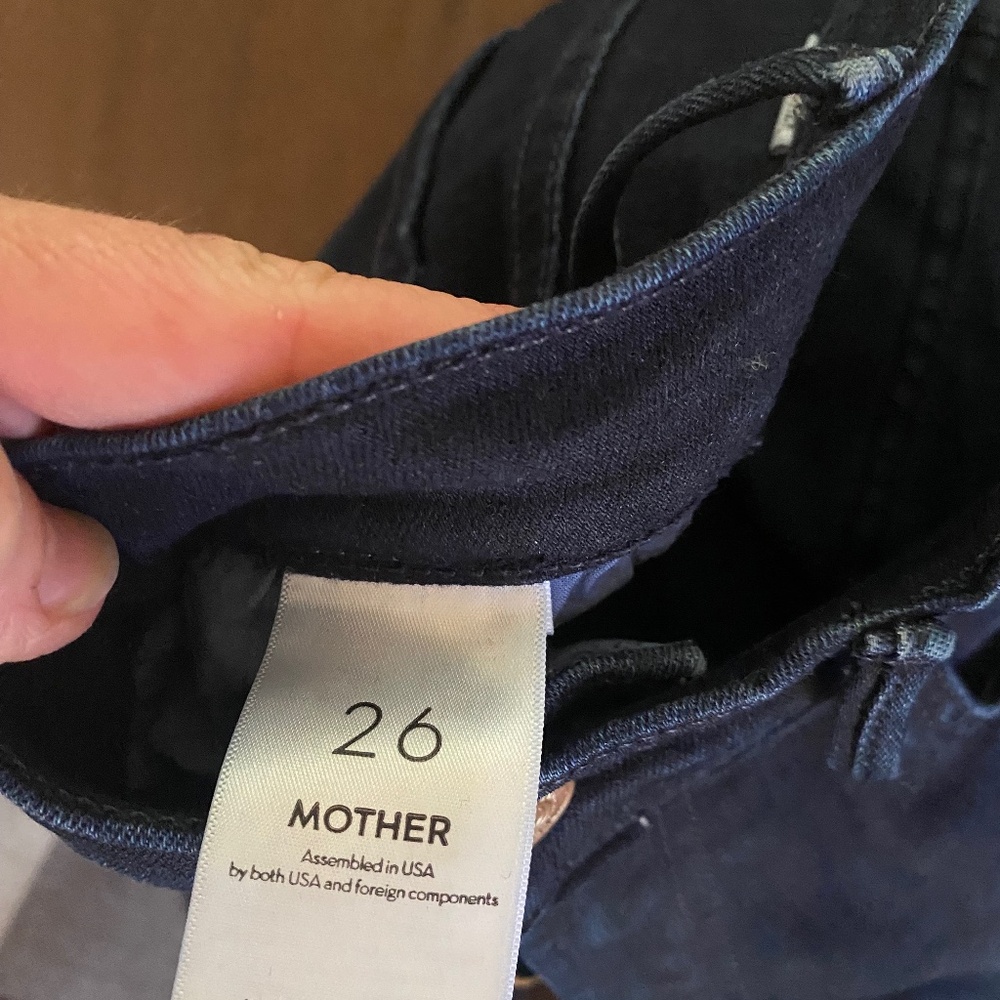 26
MOTHER
Assembled in USA
by both USA and foreign components